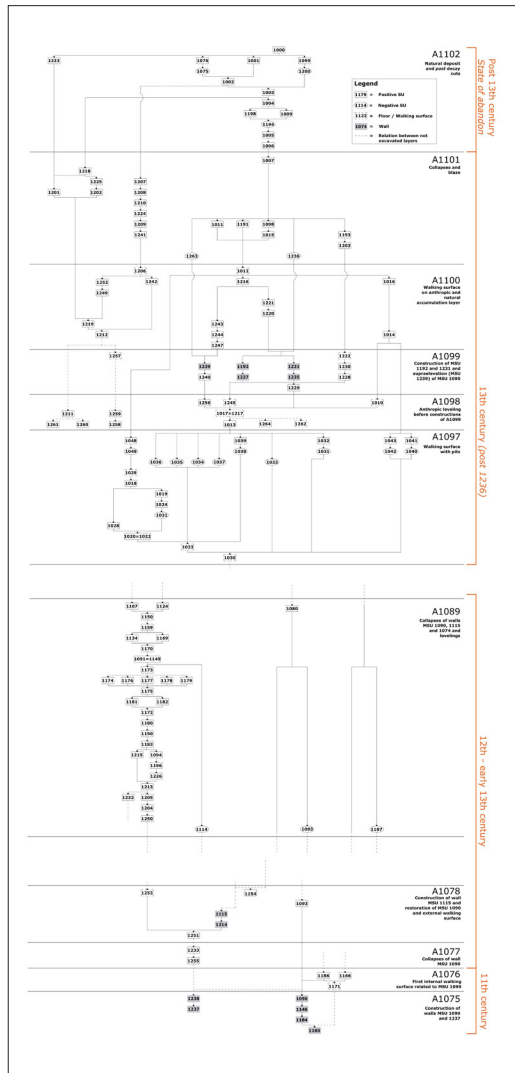 1000
1223 1076 1001 1099
1075 1200
1002
1003
1004
1198 1009
1194
1005
1006
A1102
Natural deposit
and post decay
cuts
Legend
1179 = Positive SU
1114 = Negative SU
1122 = Floor / Walking surface
1074 = Wall
Relation between not
excavated layers
Post 13th century
State of abandon
1007
A1101
Collapses and
blaze
1218
1225 1207
1201 1202 1208
1210
1224
1209
1241
1011 1191 1008
1015
1193
1203
1263 1236
1206 1012
1252 1242 1214 1016
1240
1221
1220
1219 1243
1212 1244 1014
1247
A1100
Walking surface
on anthropic and
natural
accumulation layer
1257 1222
1239 1192 1231 1230
1240 1227 1235 1228
1229
A1099
Construction of MSU
1192 and 1231 and
supraelevation (MSU
1239) of MSU 1090
1256 1245 1010
1017=1217
1211 1259 1013 1264 1262
1261 1260 1258
A1098
Anthropic leveling
before constructions
of A1099
1048 1039 1032 1043 1041
1049 1038 1031 1042 1040
1036 1035 1034 1037 1033
1029
1018
1019
1024
1028 1021
1020=1022
1023
1030
A1097
Walking surface
with pits
13th century (post 1236)
1107 1124 1080
1150
1159
1134 1169
1170
1091=1149
1173
1174 1176 1177 1178 1179
1175
1181 1182
1172
1180
1190
1183
1215 1094
1196
1226
1213
1232 1205
1204
1250
1114 1083 1187
A1089
Collapses of walls
MSU 1090, 1115
and 1074 and
levelings
12th - early 13th century
1253 1154 1093
1115
1234
1251
A1078
Construction of wall
MSU 1115 and
restoration of MSU 1090
and external walking
surface
1233
1255
A1077
Collapses of wall
MSU 1090
1186 1166
1171
A1076
First internal walking
surface related to MSU 1090
1238 1090
1237 1146
1184
1185
A1075
Construction of
walls MSU 1090
and 1237
11th century